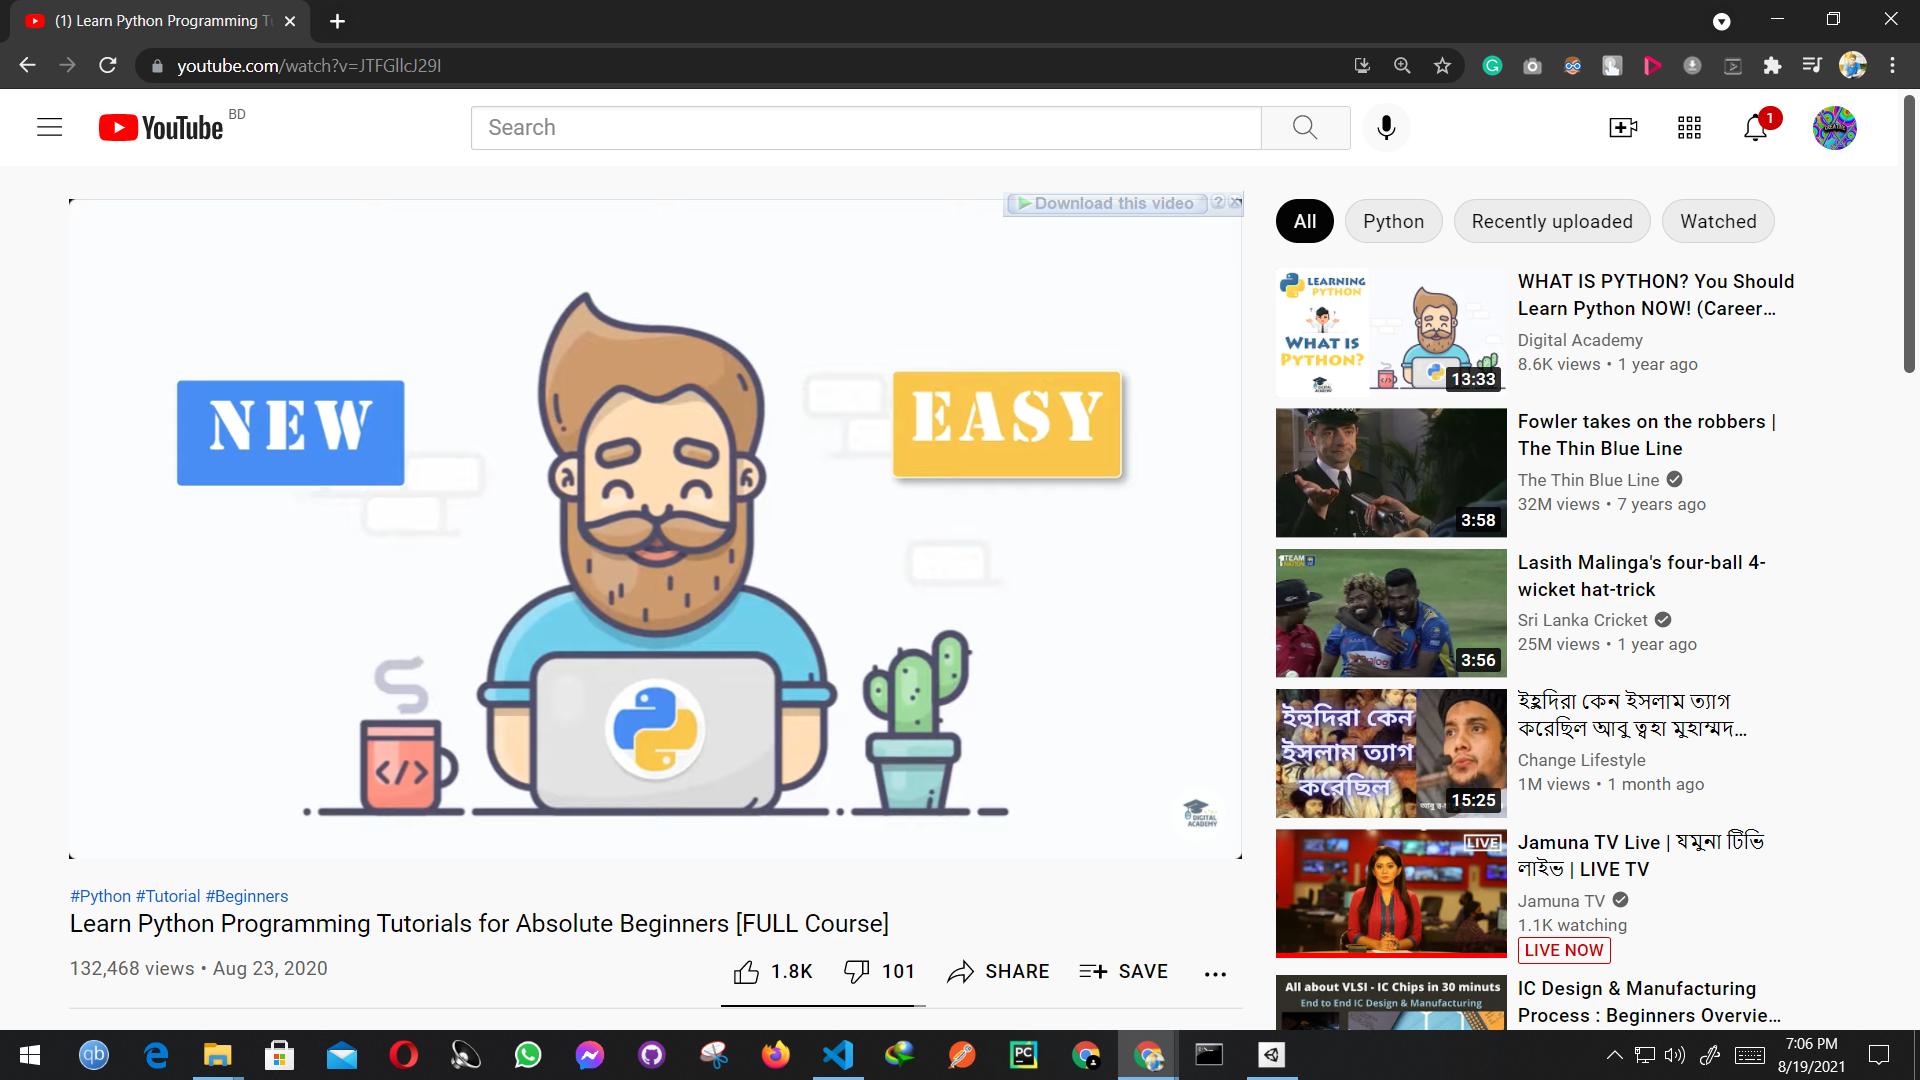 (1) Learn Python Programming Tu
youtube.com/watch?v=JTFGllcJ29I
YouTube
BD
Search
1
Download this video
NEW
EASY
</>
DIGITAL
ACADEMY
#Python #Tutorial #Beginners
Learn Python Programming Tutorials for Absolute Beginners [FULL Course]
132,468 views • Aug 23, 2020
1.8K
101
SHARE
SAVE
All
Python
Recently uploaded
Watched
LEARNING
PYTHON
WHAT IS
PYTHON?
13:33
WHAT IS PYTHON? You Should
Learn Python NOW! (Career...
Digital Academy
8.6K views • 1 year ago
3:58
Fowler takes on the robbers |
The Thin Blue Line
The Thin Blue Line
32M views • 7 years ago
3:56
Lasith Malinga's four-ball 4-
wicket hat-trick
Sri Lanka Cricket
25M views • 1 year ago
ইহুদিরা কেন
ইসলাম ত্যাগ
করেছিল
15:25
ইহুদিরা কেন ইসলাম ত্যাগ
করেছিল আবু ত্বহা মুহাম্মদ...
Change Lifestyle
1M views • 1 month ago
LIVE
Jamuna TV Live | যমুনা টিভি
লাইভ | LIVE TV
Jamuna TV
1.1K watching
LIVE NOW
All about VLSI - IC Chips in 30 minuts
End to End IC Design & Manufacturing
IC Design & Manufacturing
Process : Beginners Overvie...
qb
PC
7:06 PM
8/19/2021